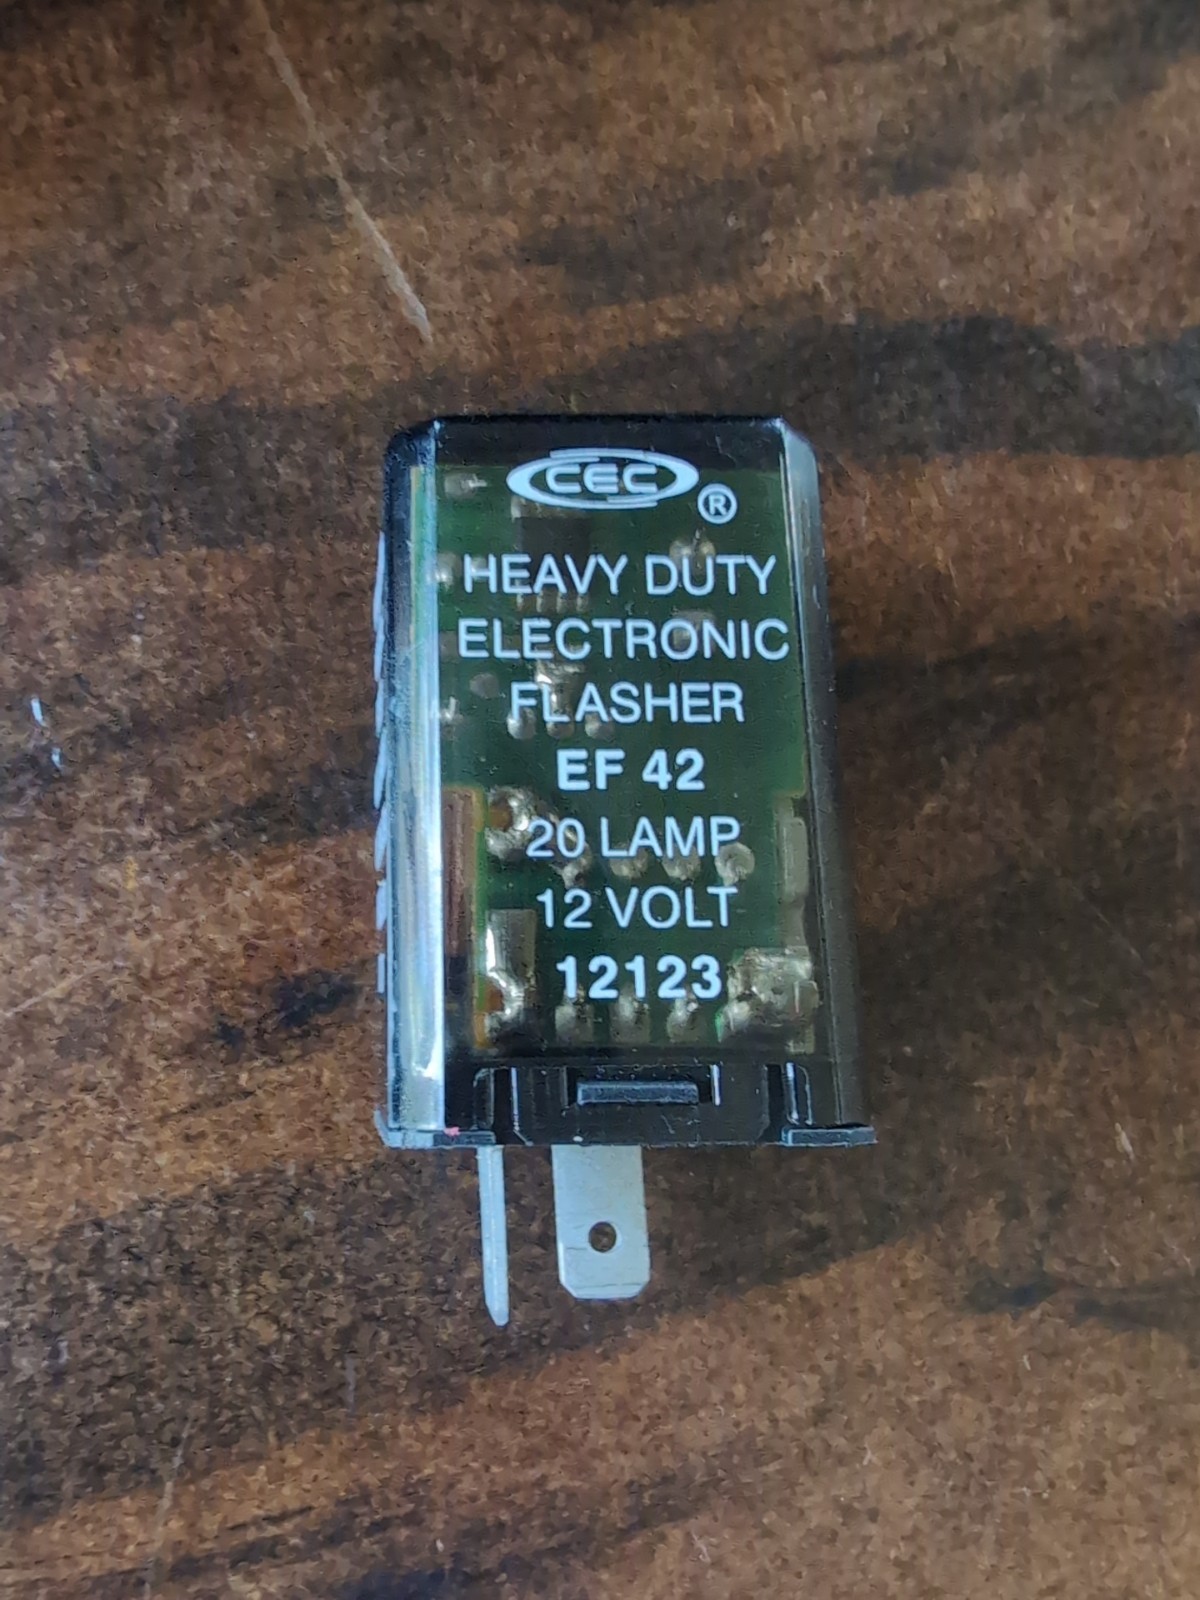 CEC
®
HEAVY DUTY
ELECTRONIC
FLASHER
EF 42
20 LAMP
12 VOLT
12123